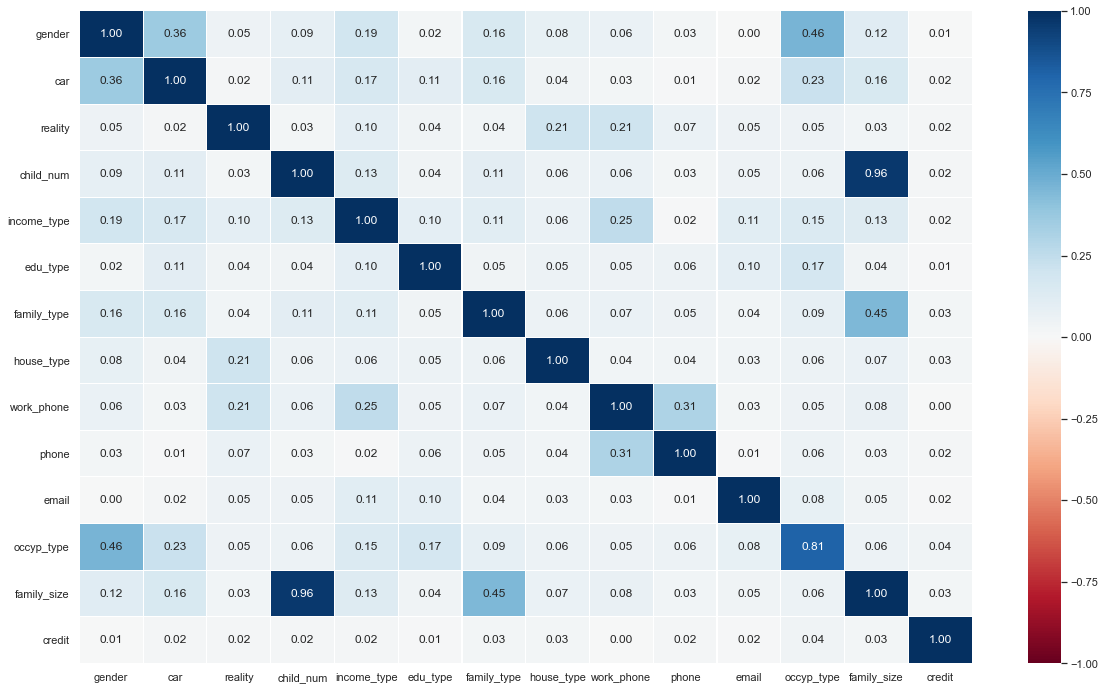 gender 1.00 0.36 0.05 0.09 0.19 0.02 0.16 0.08 0.06 0.03 0.00 0.46 0.12 0.01
car 0.36 1.00 0.02 0.11 0.17 0.11 0.16 0.04 0.03 0.01 0.02 0.23 0.16 0.02
reality 0.05 0.02 1.00 0.03 0.10 0.04 0.04 0.21 0.21 0.07 0.05 0.05 0.03 0.02
child_num 0.09 0.11 0.03 1.00 0.13 0.04 0.11 0.06 0.06 0.03 0.05 0.06 0.96 0.02
income_type 0.19 0.17 0.10 0.13 1.00 0.10 0.11 0.06 0.25 0.02 0.11 0.15 0.13 0.02
edu_type 0.02 0.11 0.04 0.04 0.10 1.00 0.05 0.05 0.05 0.06 0.10 0.17 0.04 0.01
family_type 0.16 0.16 0.04 0.11 0.11 0.05 1.00 0.06 0.07 0.05 0.04 0.09 0.45 0.03
house_type 0.08 0.04 0.21 0.06 0.06 0.05 0.06 1.00 0.04 0.04 0.03 0.06 0.07 0.03
work_phone 0.06 0.03 0.21 0.06 0.25 0.05 0.07 0.04 1.00 0.31 0.03 0.05 0.08 0.00
phone 0.03 0.01 0.07 0.03 0.02 0.06 0.05 0.04 0.31 1.00 0.01 0.06 0.03 0.02
email 0.00 0.02 0.05 0.05 0.11 0.10 0.04 0.03 0.03 0.01 1.00 0.08 0.05 0.02
occyp_type 0.46 0.23 0.05 0.06 0.15 0.17 0.09 0.06 0.05 0.06 0.08 0.81 0.06 0.04
family_size 0.12 0.16 0.03 0.96 0.13 0.04 0.45 0.07 0.08 0.03 0.05 0.06 1.00 0.03
credit 0.01 0.02 0.02 0.02 0.02 0.01 0.03 0.03 0.00 0.02 0.02 0.04 0.03 1.00
gender car reality child_num income_type edu_type family_type house_type work_phone phone email occyp_type family_size credit
1.00
0.75
0.50
0.25
0.00
−0.25
−0.50
−0.75
−1.00